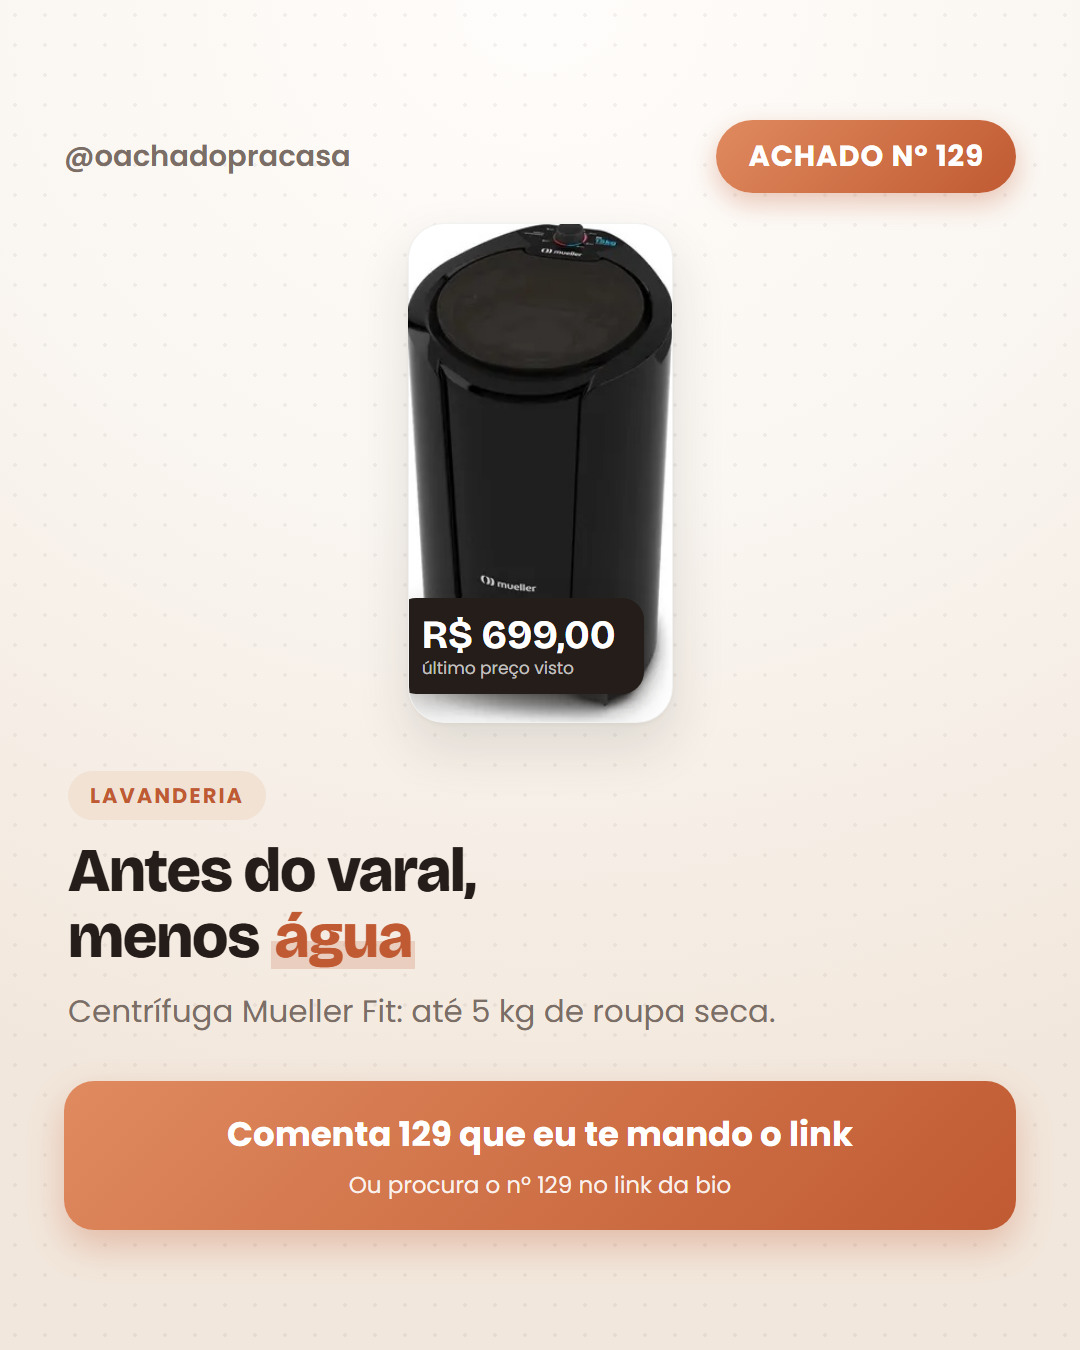 @oachadopracasa
ACHADO Nº 129
mueller
mueller
R$ 699,00
último preço visto
LAVANDERIA
Antes do varal,
menos água
Centrífuga Mueller Fit: até 5 kg de roupa seca.
Comenta 129 que eu te mando o link
Ou procura o nº 129 no link da bio